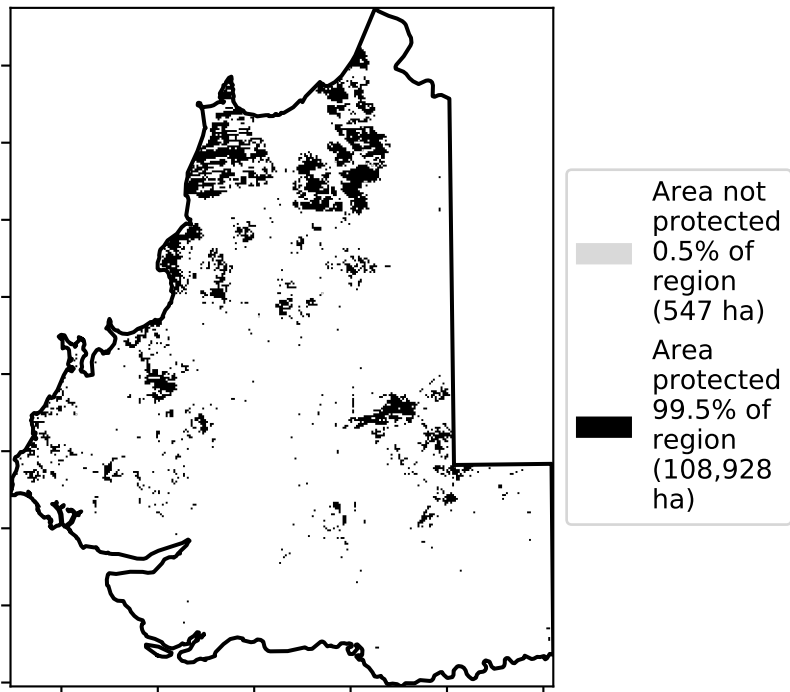 Area not
protected
0.5% of
region
(547 ha)
Area
protected
99.5% of
region
(108,928
ha)